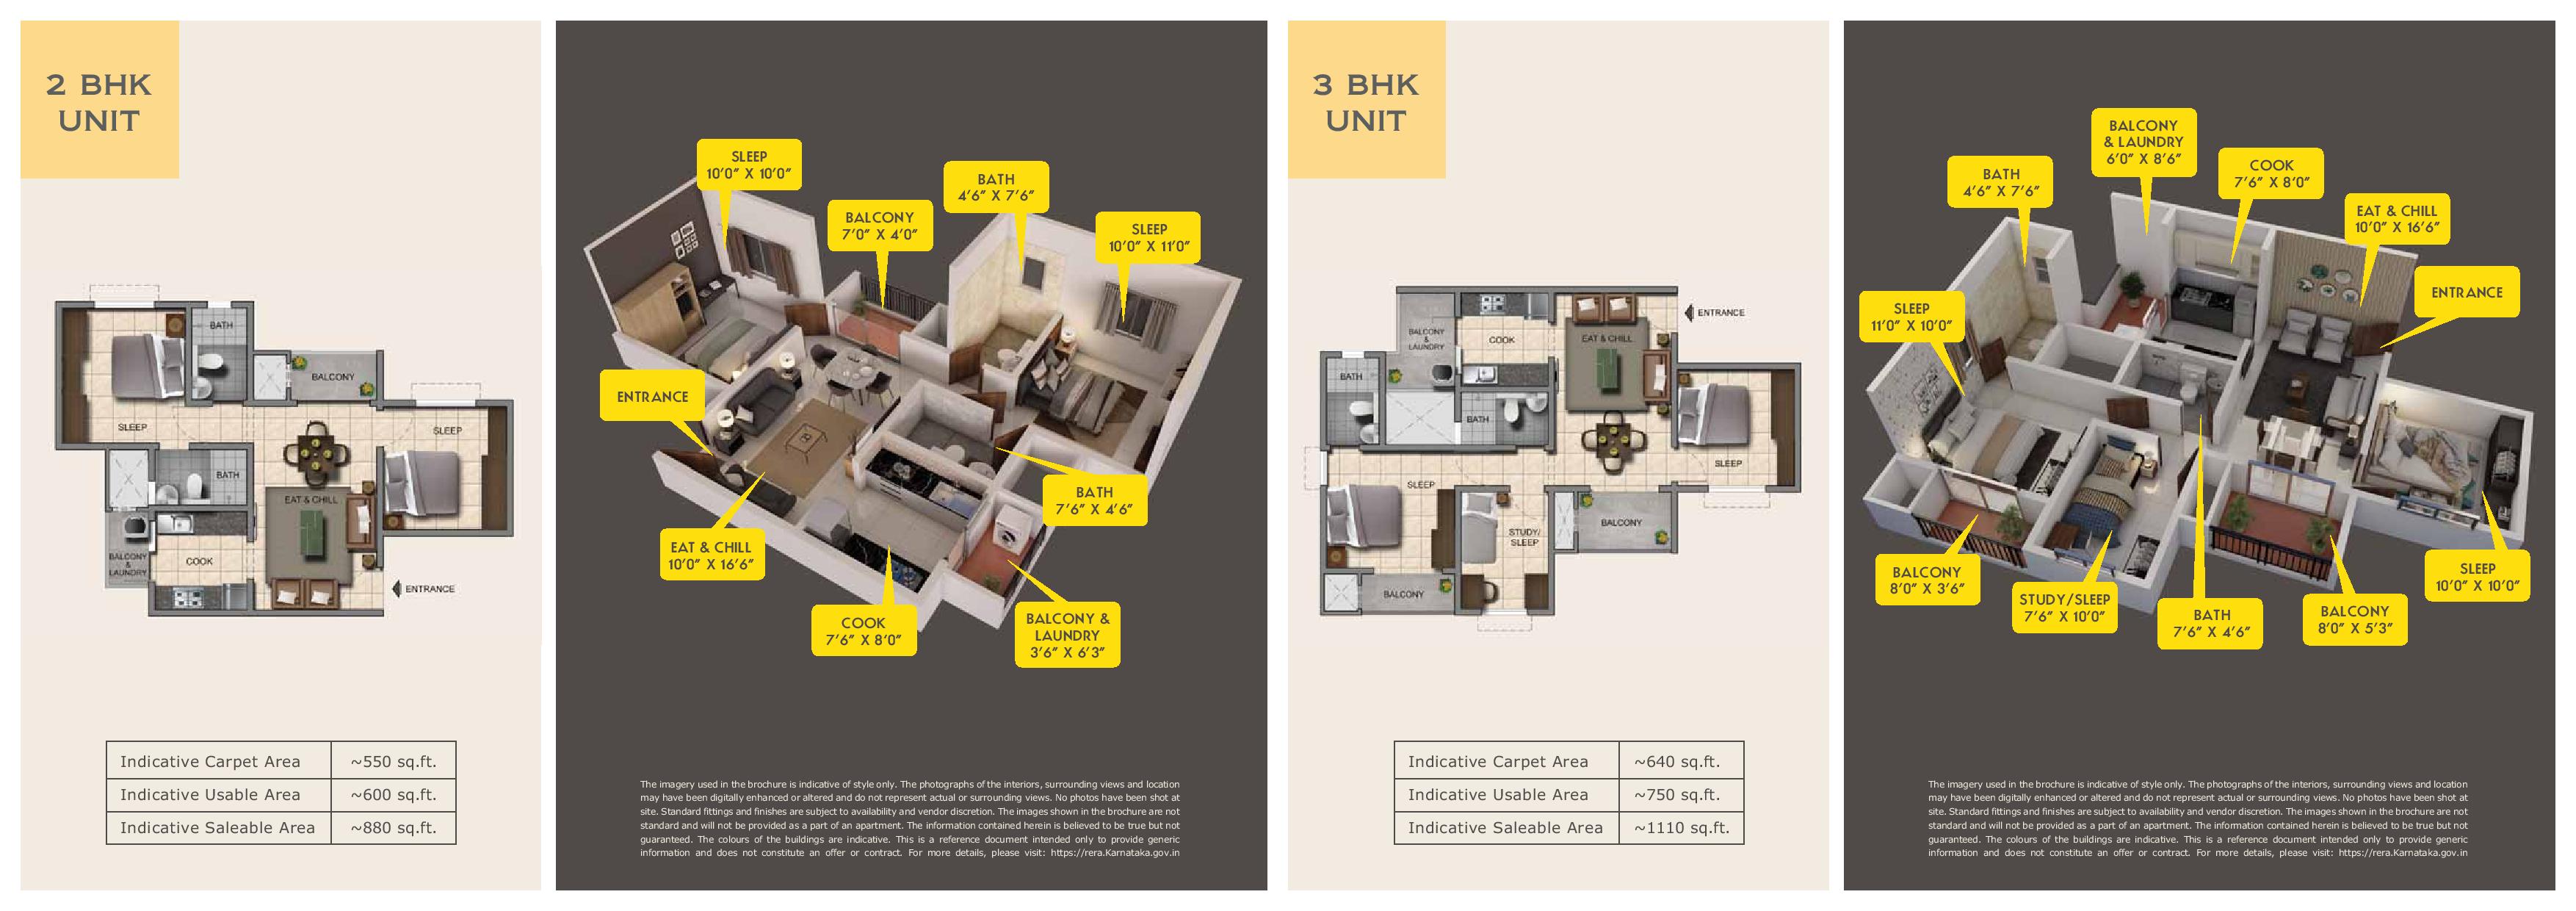 2 BHK
UNIT
BATH
BALCONY
SLEEP
SLEEP
BATH
EAT & CHILL
BALCONY
&
LAUNDRY
COOK
ENTRANCE
Indicative Carpet Area ~550 sq.ft.
Indicative Usable Area ~600 sq.ft.
Indicative Saleable Area ~880 sq.ft.
SLEEP
10'0" X 10'0"
BALCONY
7'0" X 4'0"
BATH
4'6" X 7'6"
SLEEP
10'0" X 11'0"
ENTRANCE
BATH
7'6" X 4'6"
EAT & CHILL
10'0" X 16'6"
COOK
7'6" X 8'0"
BALCONY &
LAUNDRY
3'6" X 6'3"
The imagery used in the brochure is indicative of style only. The photographs of the interiors, surrounding views and location
may have been digitally enhanced or altered and do not represent actual or surrounding views. No photos have been shot at
site. Standard fittings and finishes are subject to availability and vendor discretion. The images shown in the brochure are not
standard and will not be provided as a part of an apartment. The information contained herein is believed to be true but not
guaranteed. The colours of the buildings are indicative. This is a reference document intended only to provide generic
information and does not constitute an offer or contract. For more details, please visit: https://rera.Karnataka.gov.in
3 BHK
UNIT
ENTRANCE
BALCONY
&
LAUNDRY
COOK
EAT & CHILL
BATH
BATH
SLEEP
SLEEP
STUDY/
SLEEP
BALCONY
BALCONY
Indicative Carpet Area ~640 sq.ft.
Indicative Usable Area ~750 sq.ft.
Indicative Saleable Area ~1110 sq.ft.
BALCONY
& LAUNDRY
6'0" X 8'6"
BATH
4'6" X 7'6"
COOK
7'6" X 8'0"
EAT & CHILL
10'0" X 16'6"
ENTRANCE
SLEEP
11'0" X 10'0"
BALCONY
8'0" X 3'6"
STUDY/SLEEP
7'6" X 10'0"
BATH
7'6" X 4'6"
BALCONY
8'0" X 5'3"
SLEEP
10'0" X 10'0"
The imagery used in the brochure is indicative of style only. The photographs of the interiors, surrounding views and location
may have been digitally enhanced or altered and do not represent actual or surrounding views. No photos have been shot at
site. Standard fittings and finishes are subject to availability and vendor discretion. The images shown in the brochure are not
standard and will not be provided as a part of an apartment. The information contained herein is believed to be true but not
guaranteed. The colours of the buildings are indicative. This is a reference document intended only to provide generic
information and does not constitute an offer or contract. For more details, please visit: https://rera.Karnataka.gov.in